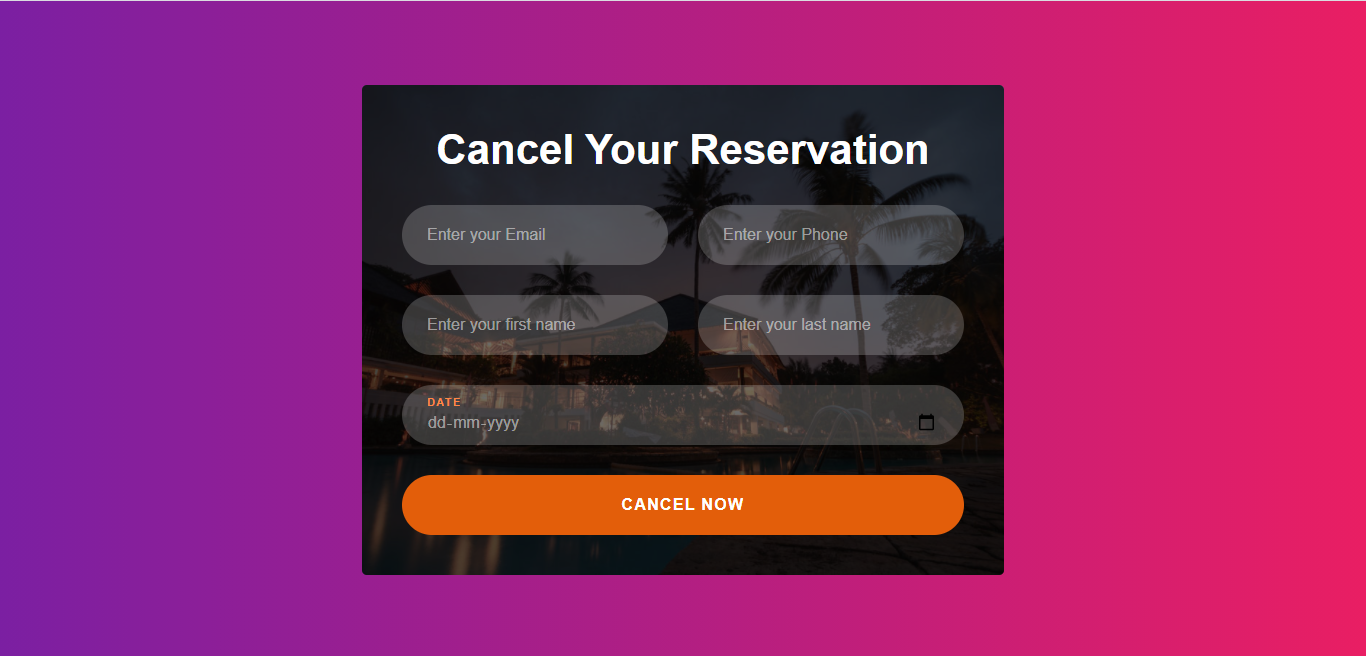 Cancel Your Reservation
Enter your Email
Enter your Phone
Enter your first name
Enter your last name
DATE
dd-mm-yyyy
CANCEL NOW